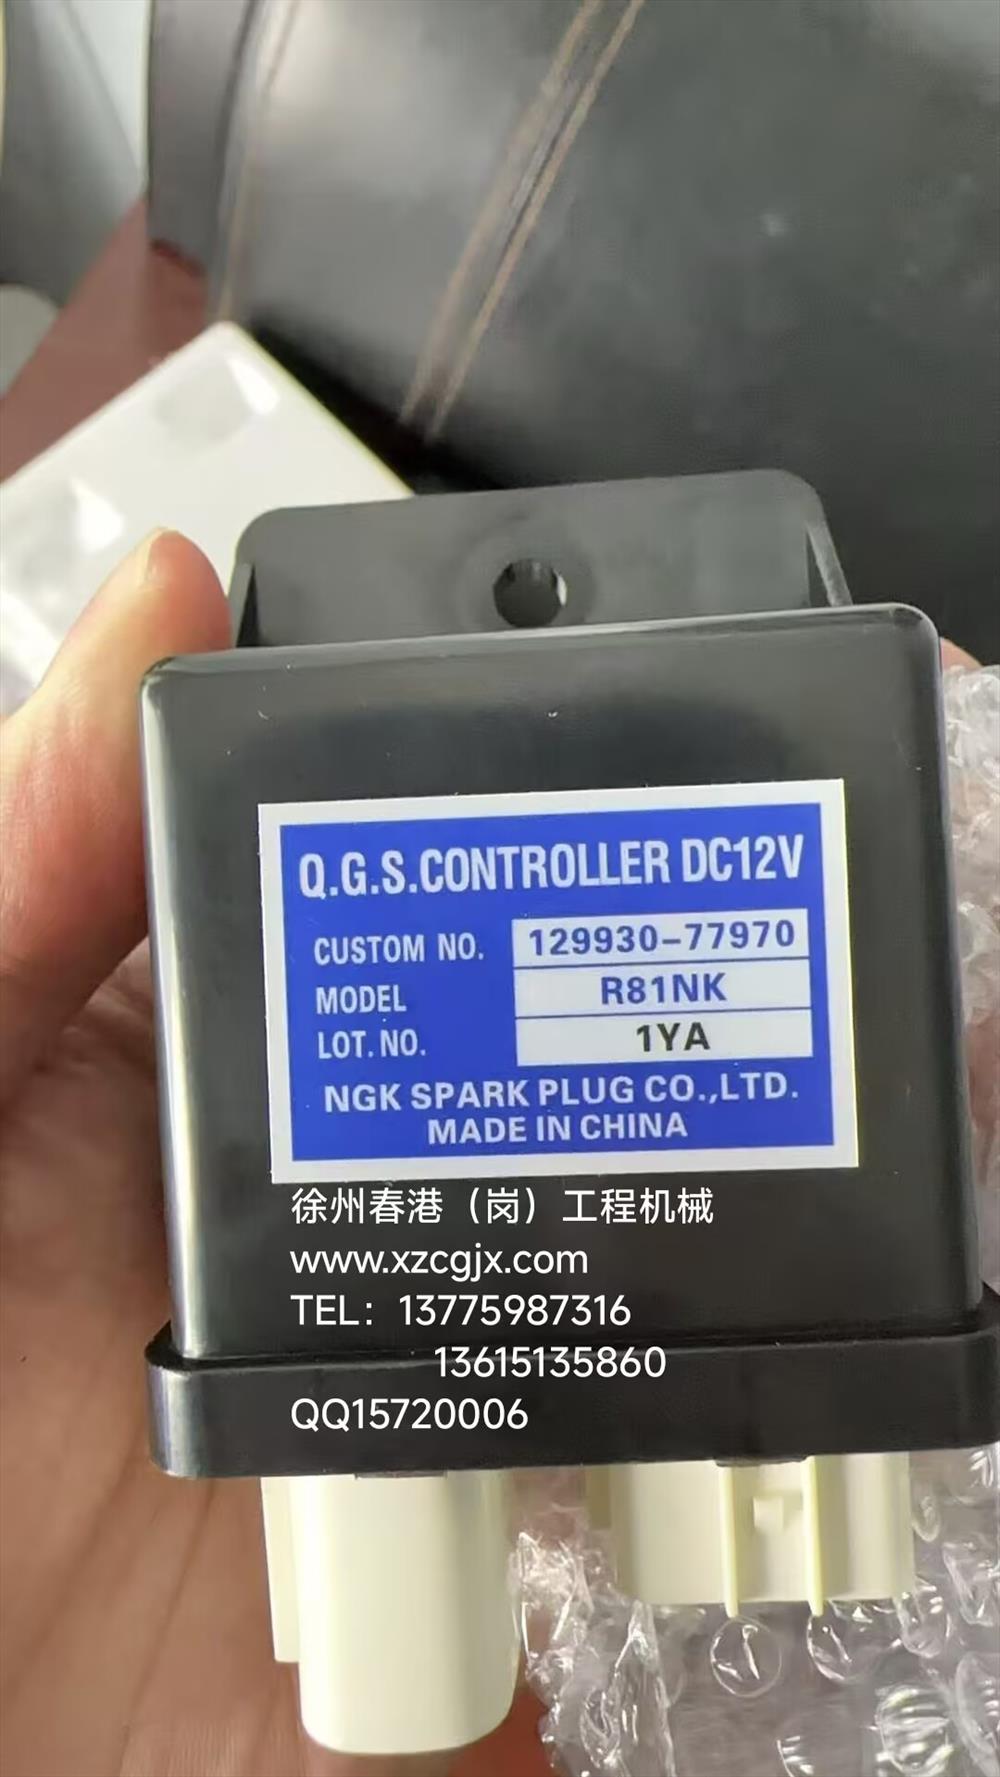 Q.G.S.CONTROLLER DC12V
CUSTOM NO. 129930-77970
MODEL R81NK
LOT.NO. 1YA
NGK SPARK PLUG CO.,LTD.
MADE IN CHINA
徐州春港（岗）工程机械
www.xzcgjx.com
TEL：13775987316
13615135860
QQ15720006